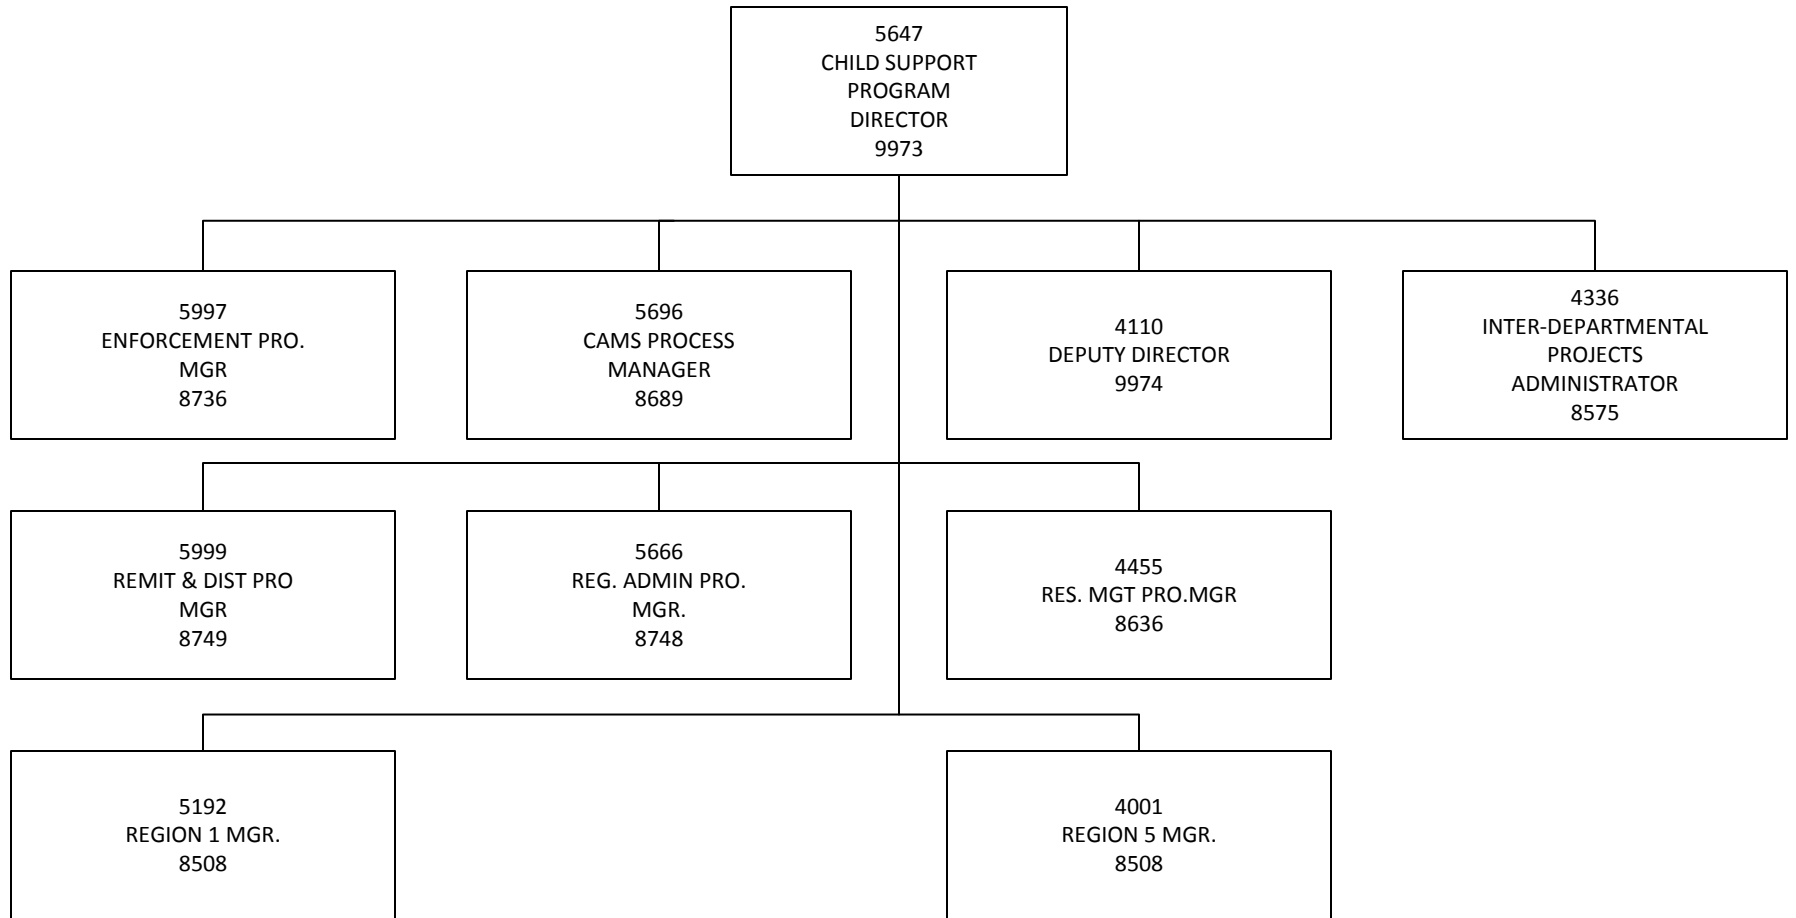 5647
CHILD SUPPORT
PROGRAM
DIRECTOR
9973
5997
ENFORCEMENT PRO.
MGR
8736
5696
CAMS PROCESS
MANAGER
8689
4110
DEPUTY DIRECTOR
9974
4336
INTER-DEPARTMENTAL
PROJECTS
ADMINISTRATOR
8575
5999
REMIT & DIST PRO
MGR
8749
5666
REG. ADMIN PRO.
MGR.
8748
4455
RES. MGT PRO.MGR
8636
5192
REGION 1 MGR.
8508
4001
REGION 5 MGR.
8508